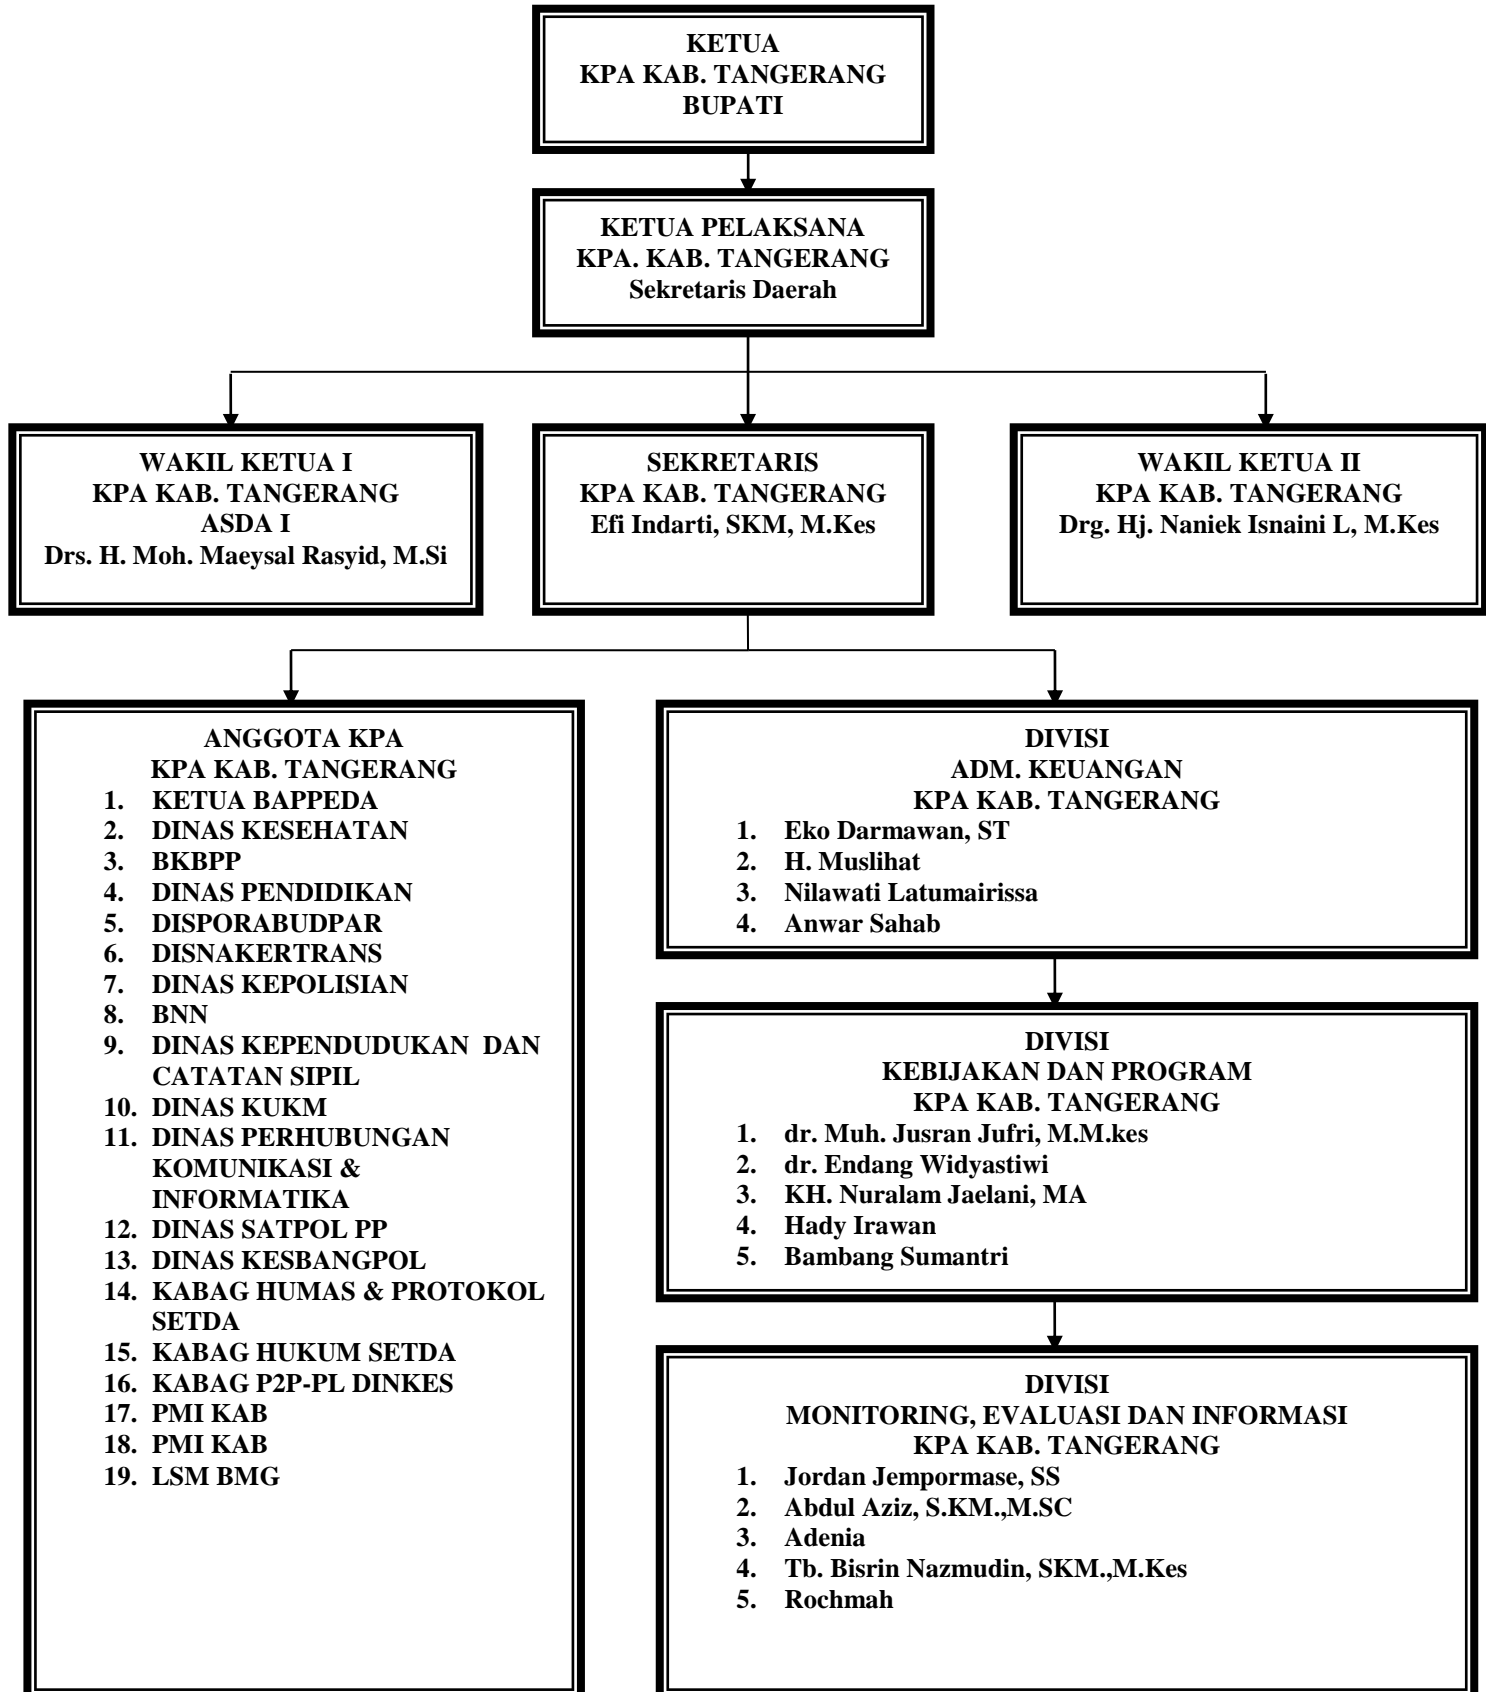 KETUA
KPA KAB. TANGERANG
BUPATI
KETUA PELAKSANA
KPA. KAB. TANGERANG
Sekretaris Daerah
WAKIL KETUA I
KPA KAB. TANGERANG
ASDA I
Drs. H. Moh. Maeysal Rasyid, M.Si
SEKRETARIS
KPA KAB. TANGERANG
Efi Indarti, SKM, M.Kes
WAKIL KETUA II
KPA KAB. TANGERANG
Drg. Hj. Naniek Isnaini L, M.Kes
ANGGOTA KPA
KPA KAB. TANGERANG
1. KETUA BAPPEDA
2. DINAS KESEHATAN
3. BKBPP
4. DINAS PENDIDIKAN
5. DISPORABUDPAR
6. DISNAKERTRANS
7. DINAS KEPOLISIAN
8. BNN
9. DINAS KEPENDUDUKAN DAN
CATATAN SIPIL
10. DINAS KUKM
11. DINAS PERHUBUNGAN
KOMUNIKASI &
INFORMATIKA
12. DINAS SATPOL PP
13. DINAS KESBANGPOL
14. KABAG HUMAS & PROTOKOL
SETDA
15. KABAG HUKUM SETDA
16. KABAG P2P-PL DINKES
17. PMI KAB
18. PMI KAB
19. LSM BMG
DIVISI
ADM. KEUANGAN
KPA KAB. TANGERANG
1. Eko Darmawan, ST
2. H. Muslihat
3. Nilawati Latumairissa
4. Anwar Sahab
DIVISI
KEBIJAKAN DAN PROGRAM
KPA KAB. TANGERANG
1. dr. Muh. Jusran Jufri, M.M.kes
2. dr. Endang Widyastiwi
3. KH. Nuralam Jaelani, MA
4. Hady Irawan
5. Bambang Sumantri
DIVISI
MONITORING, EVALUASI DAN INFORMASI
KPA KAB. TANGERANG
1. Jordan Jempormase, SS
2. Abdul Aziz, S.KM.,M.SC
3. Adenia
4. Tb. Bisrin Nazmudin, SKM.,M.Kes
5. Rochmah